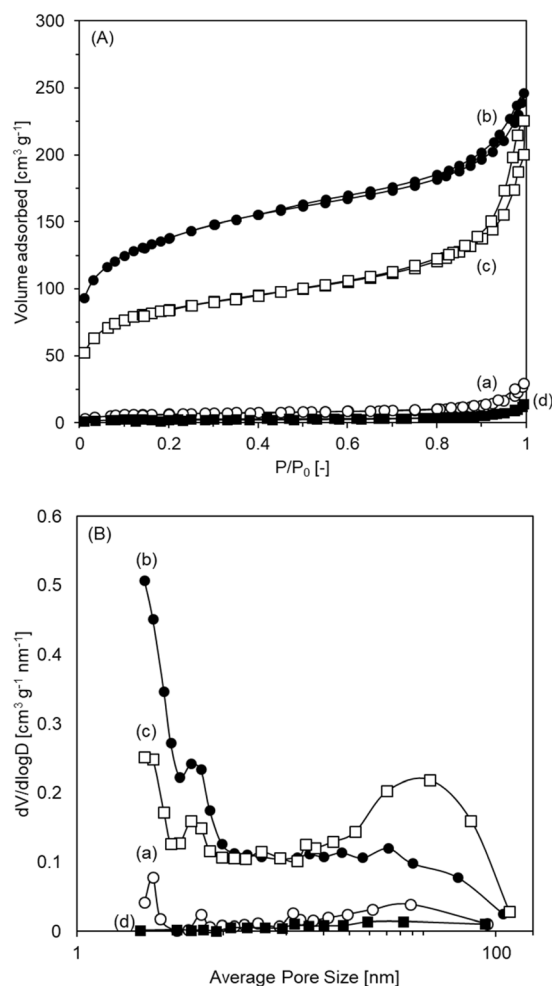 (A)
300
250
200
150
100
50
0
Volume adsorbed [cm³ g⁻¹]
(b)
(c)
(a)
(d)
0 0.2 0.4 0.6 0.8 1
P/P₀ [-]
(B)
0.6
0.5
0.4
0.3
0.2
0.1
0
dV/dlogD [cm³ g⁻¹ nm⁻¹]
(b)
(c)
(a)
(d)
1 100
Average Pore Size [nm]